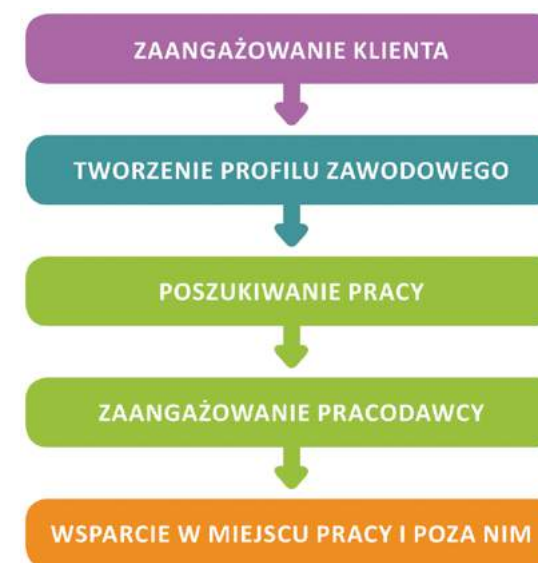 ZAANGAŻOWANIE KLIENTA
TWORZENIE PROFILU ZAWODOWEGO
POSZUKIWANIE PRACY
ZAANGAŻOWANIE PRACODAWCY
WSPARCIE W MIEJSCU PRACY I POZA NIM